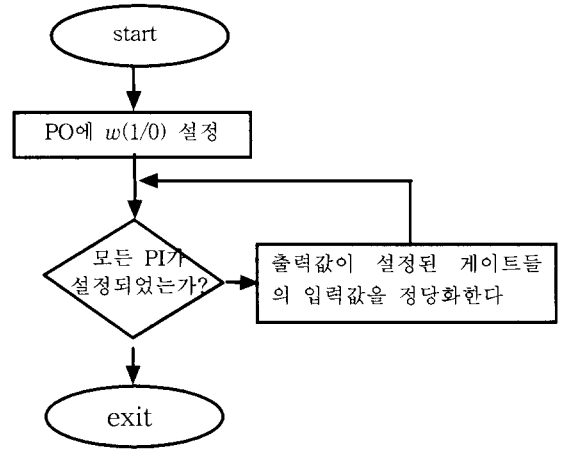 start
PO에 w(1/0) 설정
모든 PI가
설정되었는가?
출력값이 설정된 게이트들
의 입력값을 정당화한다
exit